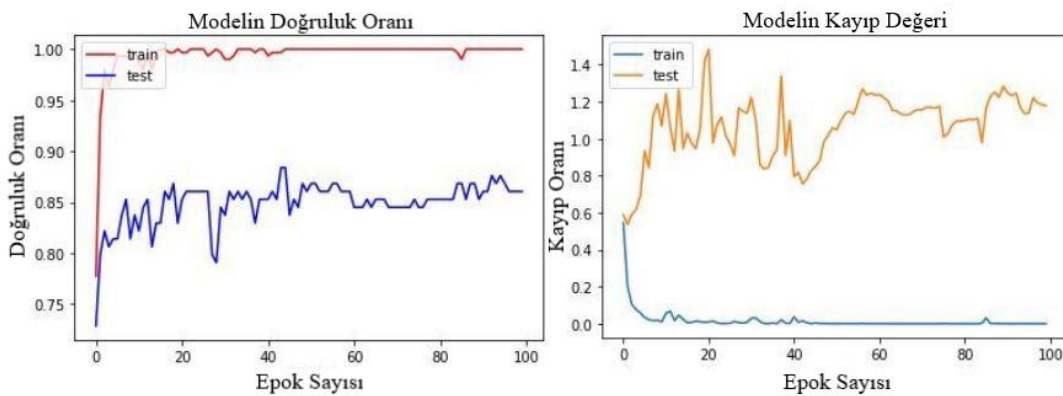 Modelin Doğruluk Oranı
train
test
1.00
0.95
0.90
0.85
0.80
0.75
Doğruluk Oranı
0 20 40 60 80 100
Epok Sayısı
Modelin Kayıp Değeri
train
test
1.4
1.2
1.0
0.8
0.6
0.4
0.2
0.0
Kayıp Oranı
0 20 40 60 80 100
Epok Sayısı